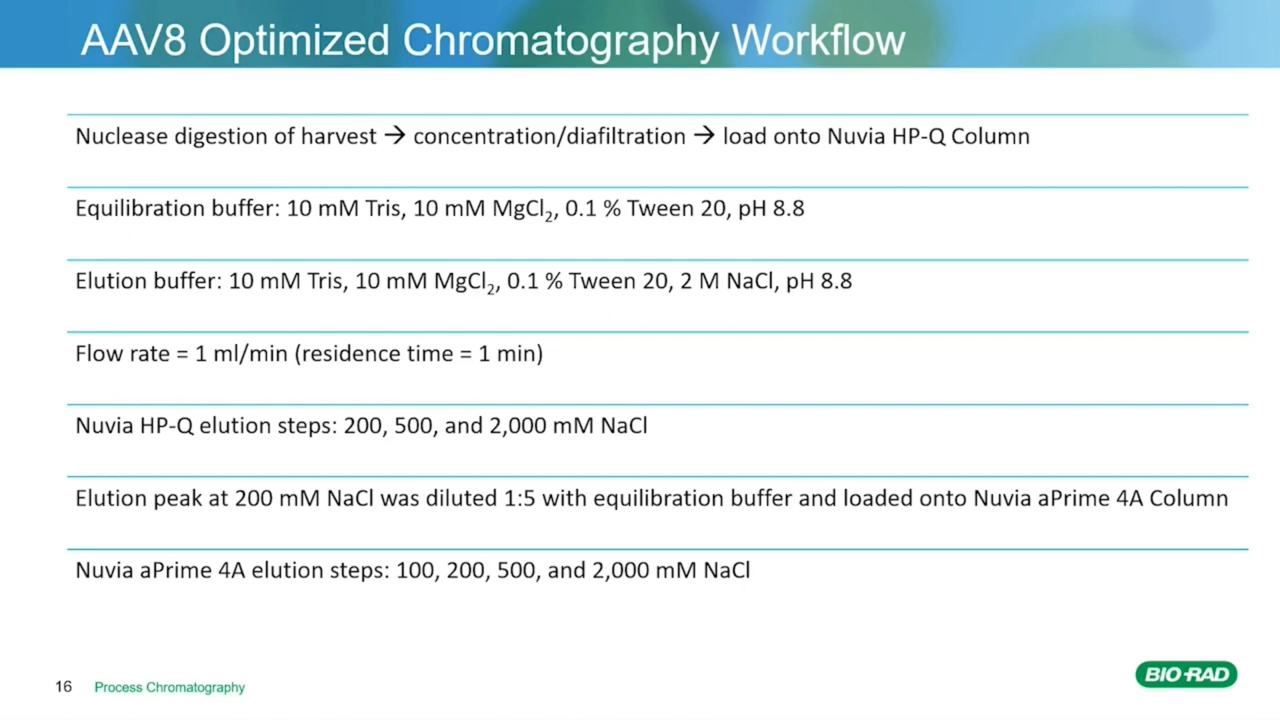 AAV8 Optimized Chromatography Workflow
Nuclease digestion of harvest → concentration/diafiltration → load onto Nuvia HP-Q Column
Equilibration buffer: 10 mM Tris, 10 mM MgCl₂, 0.1 % Tween 20, pH 8.8
Elution buffer: 10 mM Tris, 10 mM MgCl₂, 0.1 % Tween 20, 2 M NaCl, pH 8.8
Flow rate = 1 ml/min (residence time = 1 min)
Nuvia HP-Q elution steps: 200, 500, and 2,000 mM NaCl
Elution peak at 200 mM NaCl was diluted 1:5 with equilibration buffer and loaded onto Nuvia aPrime 4A Column
Nuvia aPrime 4A elution steps: 100, 200, 500, and 2,000 mM NaCl
16 Process Chromatography
BIO-RAD